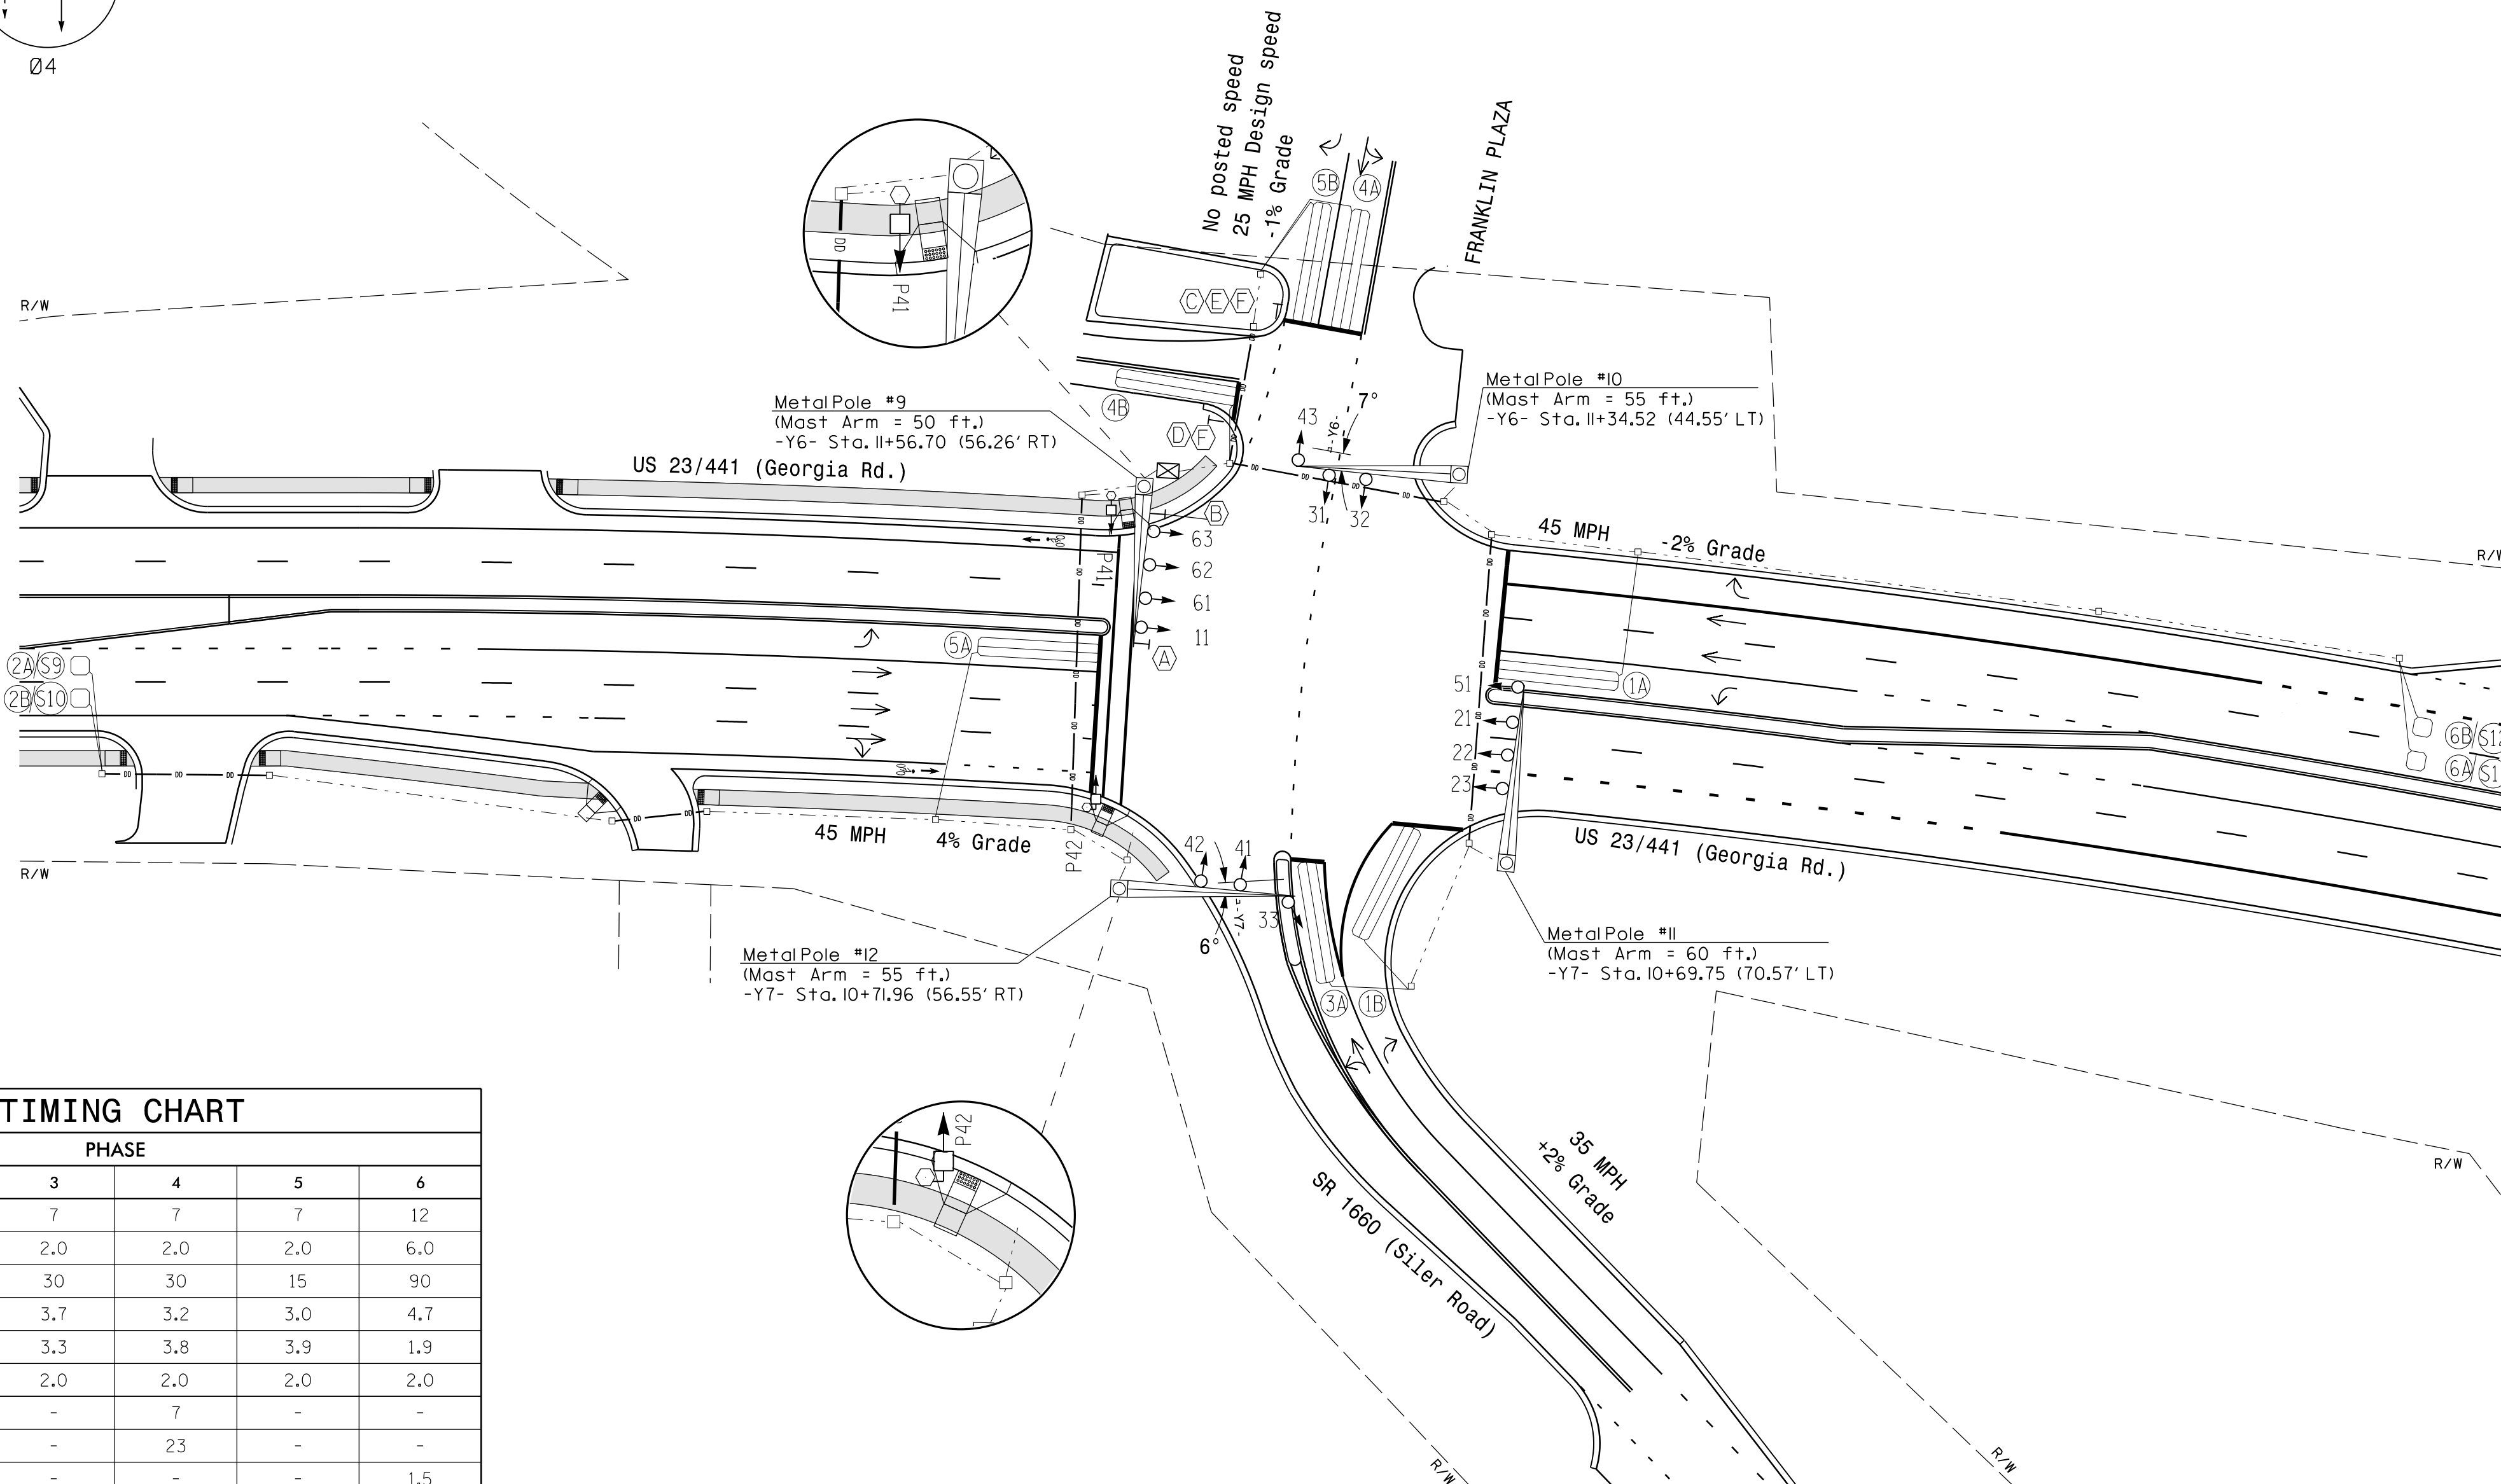 Ø4
No posted speed
25 MPH Design speed
-1% Grade
FRANKLIN PLAZA
5B
4A
C
E
F
DD
P41
R/W
Metal Pole #9
(Mast Arm = 50 ft.)
-Y6- Sta. 11+56.70 (56.26' RT)
US 23/441 (Georgia Rd.)
4B
D
F
B
Metal Pole #10
(Mast Arm = 55 ft.)
-Y6- Sta. 11+34.52 (44.55' LT)
43
-Y6-
7°
31
32
45 MPH
-2% Grade
R/W
P41
63
62
61
11
A
5A
2A/S9
2B/S10
51
21
22
23
1A
6B/S12
6A/S1
45 MPH
4% Grade
P42
R/W
42
41
33
-Y7-
6°
US 23/441 (Georgia Rd.)
Metal Pole #12
(Mast Arm = 55 ft.)
-Y7- Sta. 10+71.96 (56.55' RT)
Metal Pole #11
(Mast Arm = 60 ft.)
-Y7- Sta. 10+69.75 (70.57' LT)
3A
1B
P42
35 MPH
+2% Grade
SR 1660 (Siler Road)
R/W
R/W
R/W
TIMING CHART
PHASE
3 4 5 6
7 7 7 12
2.0 2.0 2.0 6.0
30 30 15 90
3.7 3.2 3.0 4.7
3.3 3.8 3.9 1.9
2.0 2.0 2.0 2.0
- 7 - -
- 23 - -
- - - 1.5